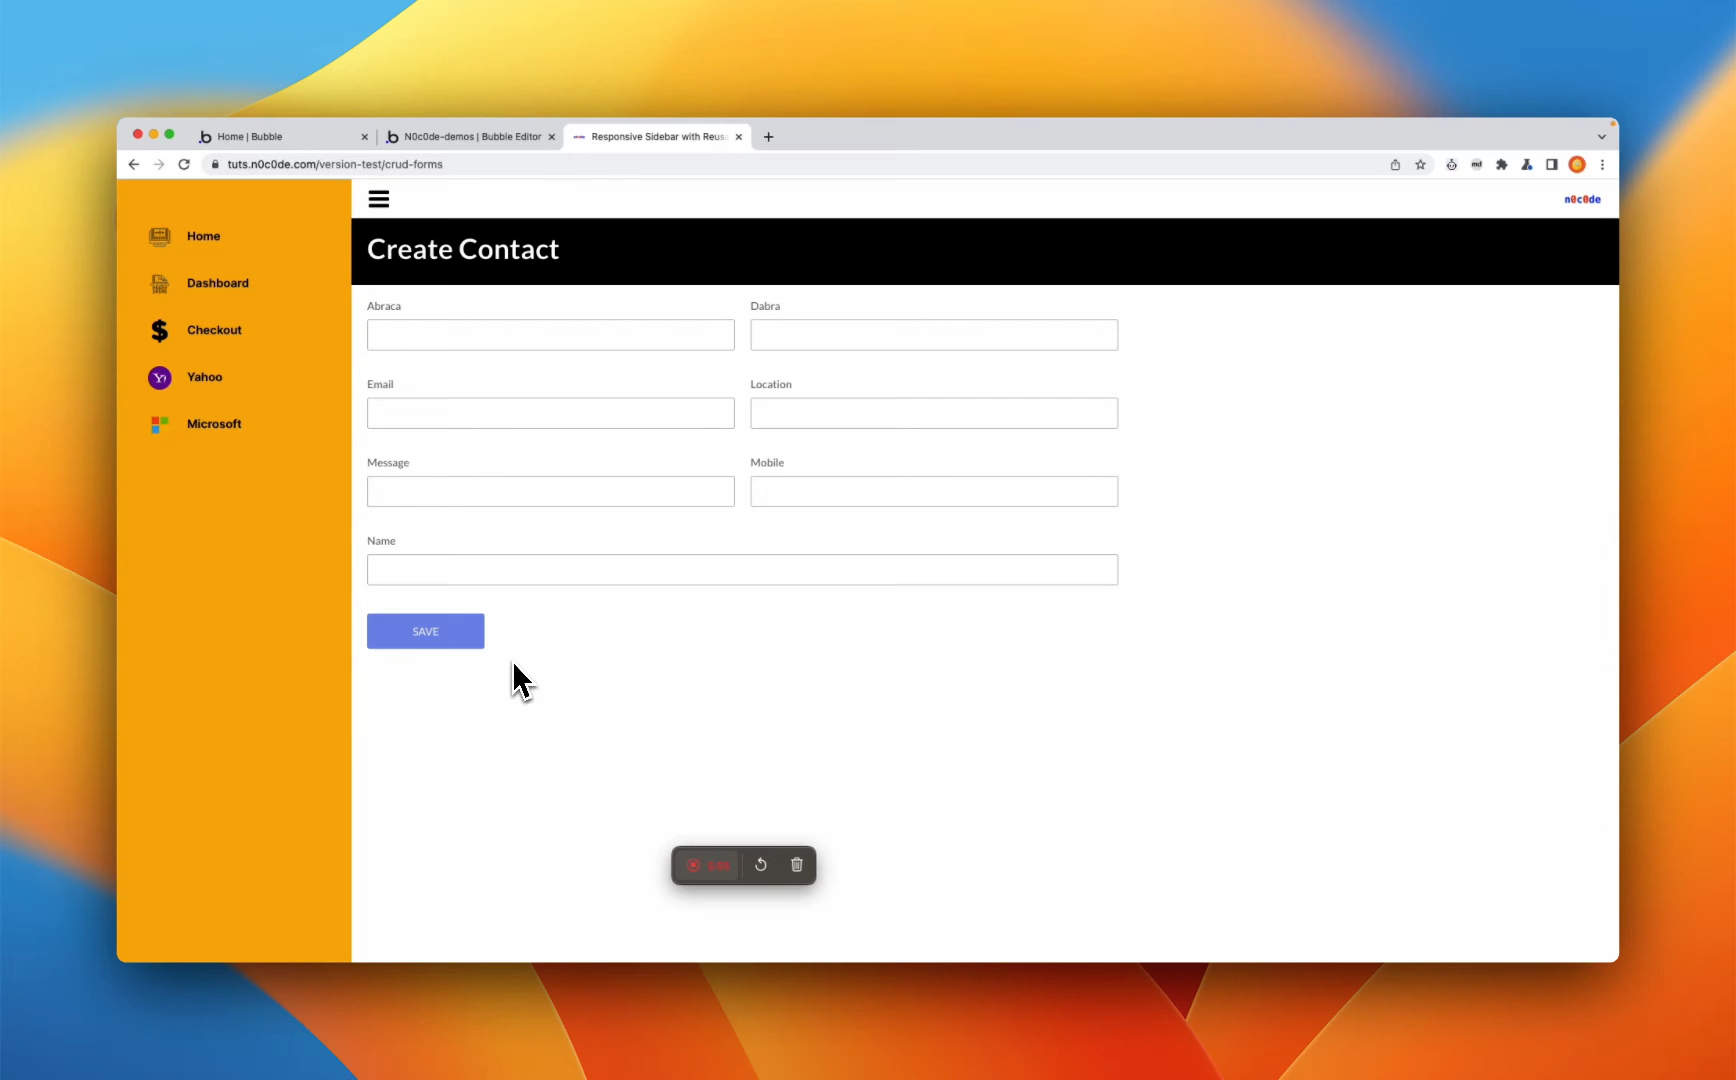 Home | Bubble
N0c0de-demos | Bubble Editor
Responsive Sidebar with Reus
tuts.n0c0de.com/version-test/crud-forms
md
n0c0de
Home
Dashboard
Checkout
Yahoo
Microsoft
Create Contact
Abraca
Dabra
Email
Location
Message
Mobile
Name
SAVE